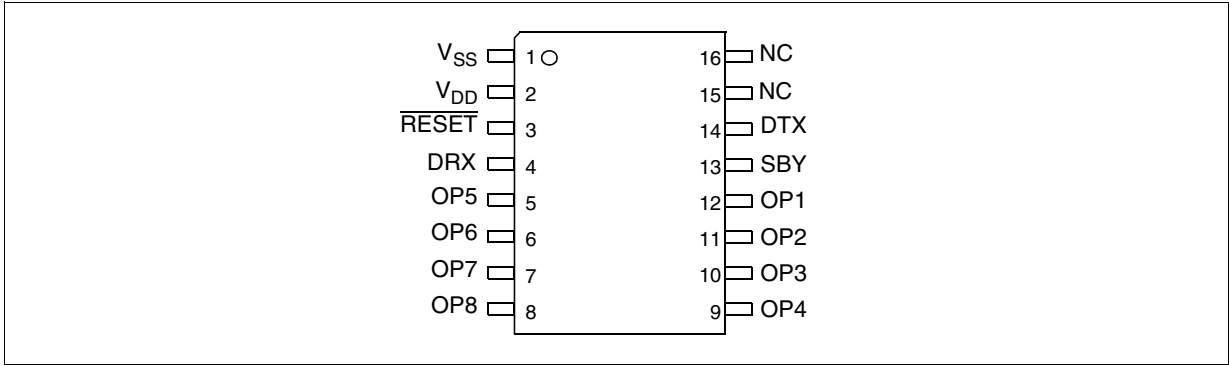 VSS 1 16 NC
VDD 2 15 NC
RESET 3 14 DTX
DRX 4 13 SBY
OP5 5 12 OP1
OP6 6 11 OP2
OP7 7 10 OP3
OP8 8 9 OP4